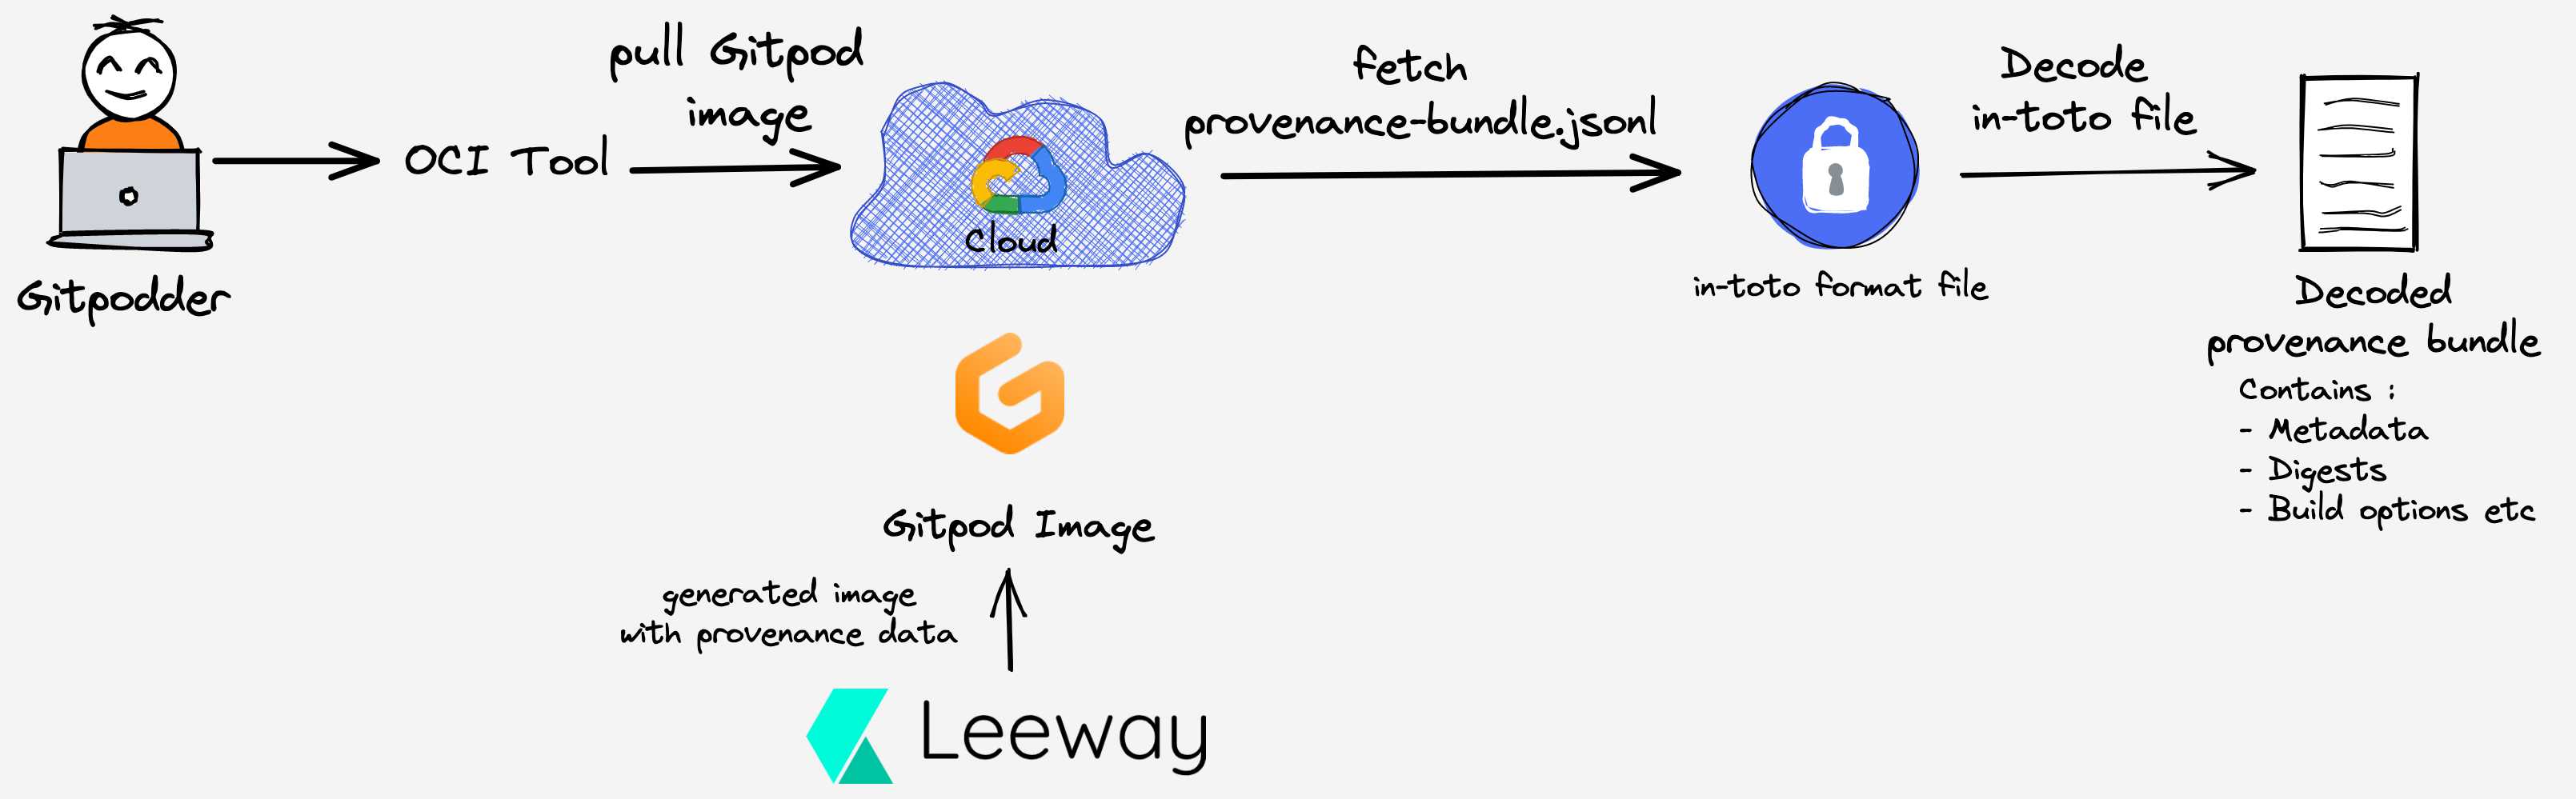 Gitpodder
OCI Tool
pull Gitpod
image
Cloud
fetch
provenance-bundle.jsonl
in-toto format file
Decode
in-toto file
Decoded
provenance bundle
Contains :
- Metadata
- Digests
- Build options etc
Gitpod Image
generated image
with provenance data
Leeway